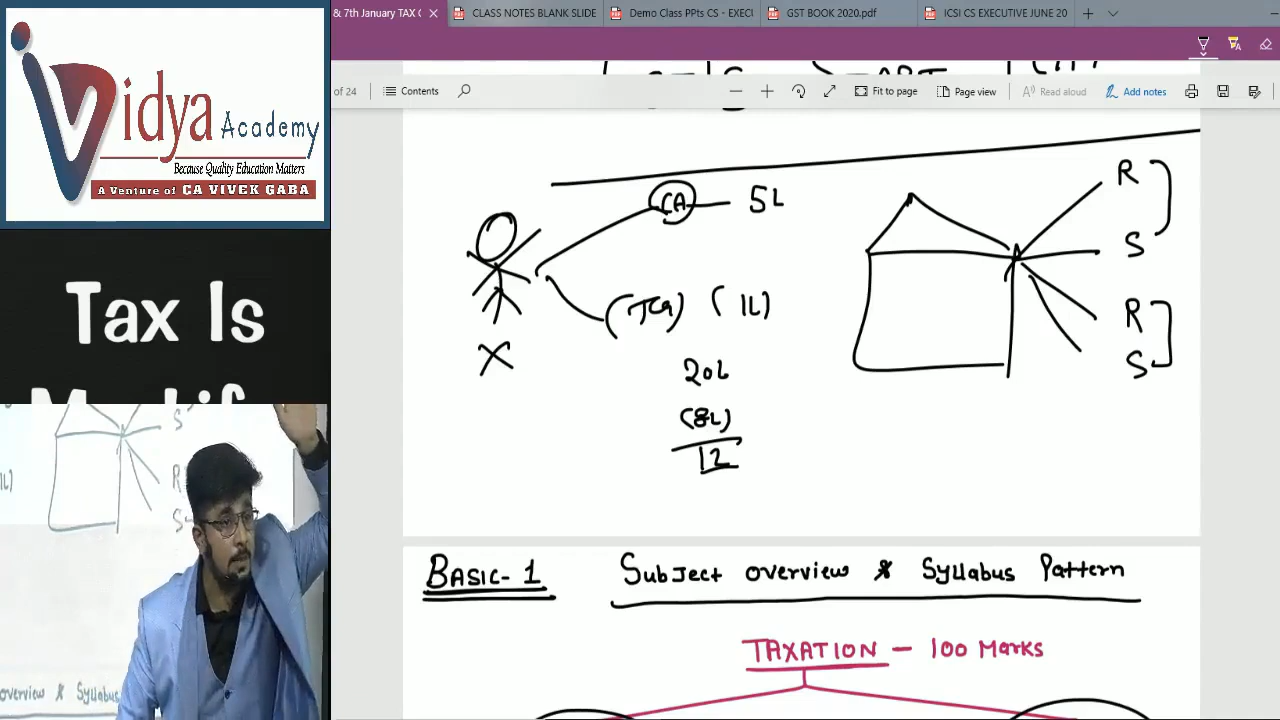 & 7th January TAX C
CLASS NOTES BLANK SLIDE
Demo Class PPts CS - EXECU
GST BOOK 2020.pdf
ICSI CS EXECUTIVE JUNE 20
of 24
Contents
Fit to page
Page view
Read aloud
Add notes
Vidya Academy
Because Quality Education Matters
A Venture of CA VIVEK GABA
Tax Is
CA 5L
R
S
(1L)
R
S
X
20L
(8L)
12
BASIC-1 Subject overview & Syllabus Pattern
TAXATION - 100 Marks
S
R
S
overview & Syllabus